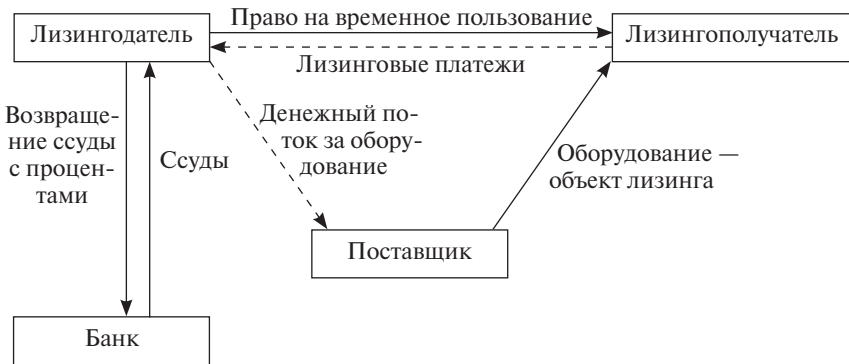 Право на временное пользование
Лизингодатель
Лизингополучатель
Лизинговые платежи
Возвраще-
ние ссуды
с процен-
тами
Ссуды
Денежный по-
ток за обору-
дование
Оборудование —
объект лизинга
Поставщик
Банк